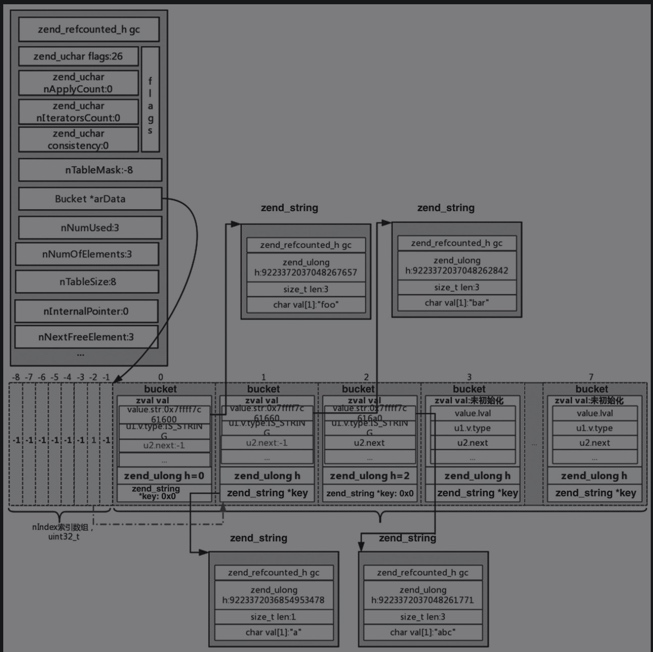 zend_refcounted_h gc
zend_uchar flags:26
zend_uchar
nApplyCount:0
zend_uchar
nIteratorsCount:0
zend_uchar
consistency:0
flags
nTableMask:-8
Bucket *arData
nNumUsed:3
nNumOfElements:3
nTableSize:8
nInternalPointer:0
nNextFreeElement:3
...
zend_string
zend_refcounted_h gc
zend_ulong
h:9223372037048267657
size_t len:3
char val[1]:"foo"
zend_string
zend_refcounted_h gc
zend_ulong
h:9223372037048262842
size_t len:3
char val[1]:"bar"
-8 -7 -6 -5 -4 -3 -2 -1 0 1 2 3 7
-1 -1 -1 -1 -1 -1 1 -1
bucket
zval val
value.str:0x7ffff7c
61600
u1.v.type:IS_STRIN
G
u2.next:-1
...
zend_ulong h=0
zend_string
*key: 0x0
bucket
zval val
value.str:0x7ffff7c
61660
u1.v.type:IS_STRIN
G
u2.next:-1
...
zend_ulong h
zend_string *key
bucket
zval val
value.str:0x7ffff7c
616a0
u1.v.type
u2.next
...
zend_ulong h=2
zend_string *key: 0x0
bucket
zval val:未初始化
value.lval
u1.v.type
u2.next
...
zend_ulong h
zend_string *key
...
bucket
zval val:未初始化
value.lval
u1.v.type
u2.next
...
zend_ulong h
zend_string *key
nIndex索引数组，
uint32_t
zend_string
zend_refcounted_h gc
zend_ulong
h:9223372036854953478
size_t len:1
char val[1]:"a"
zend_string
zend_refcounted_h gc
zend_ulong
h:9223372037048261771
size_t len:3
char val[1]:"abc"